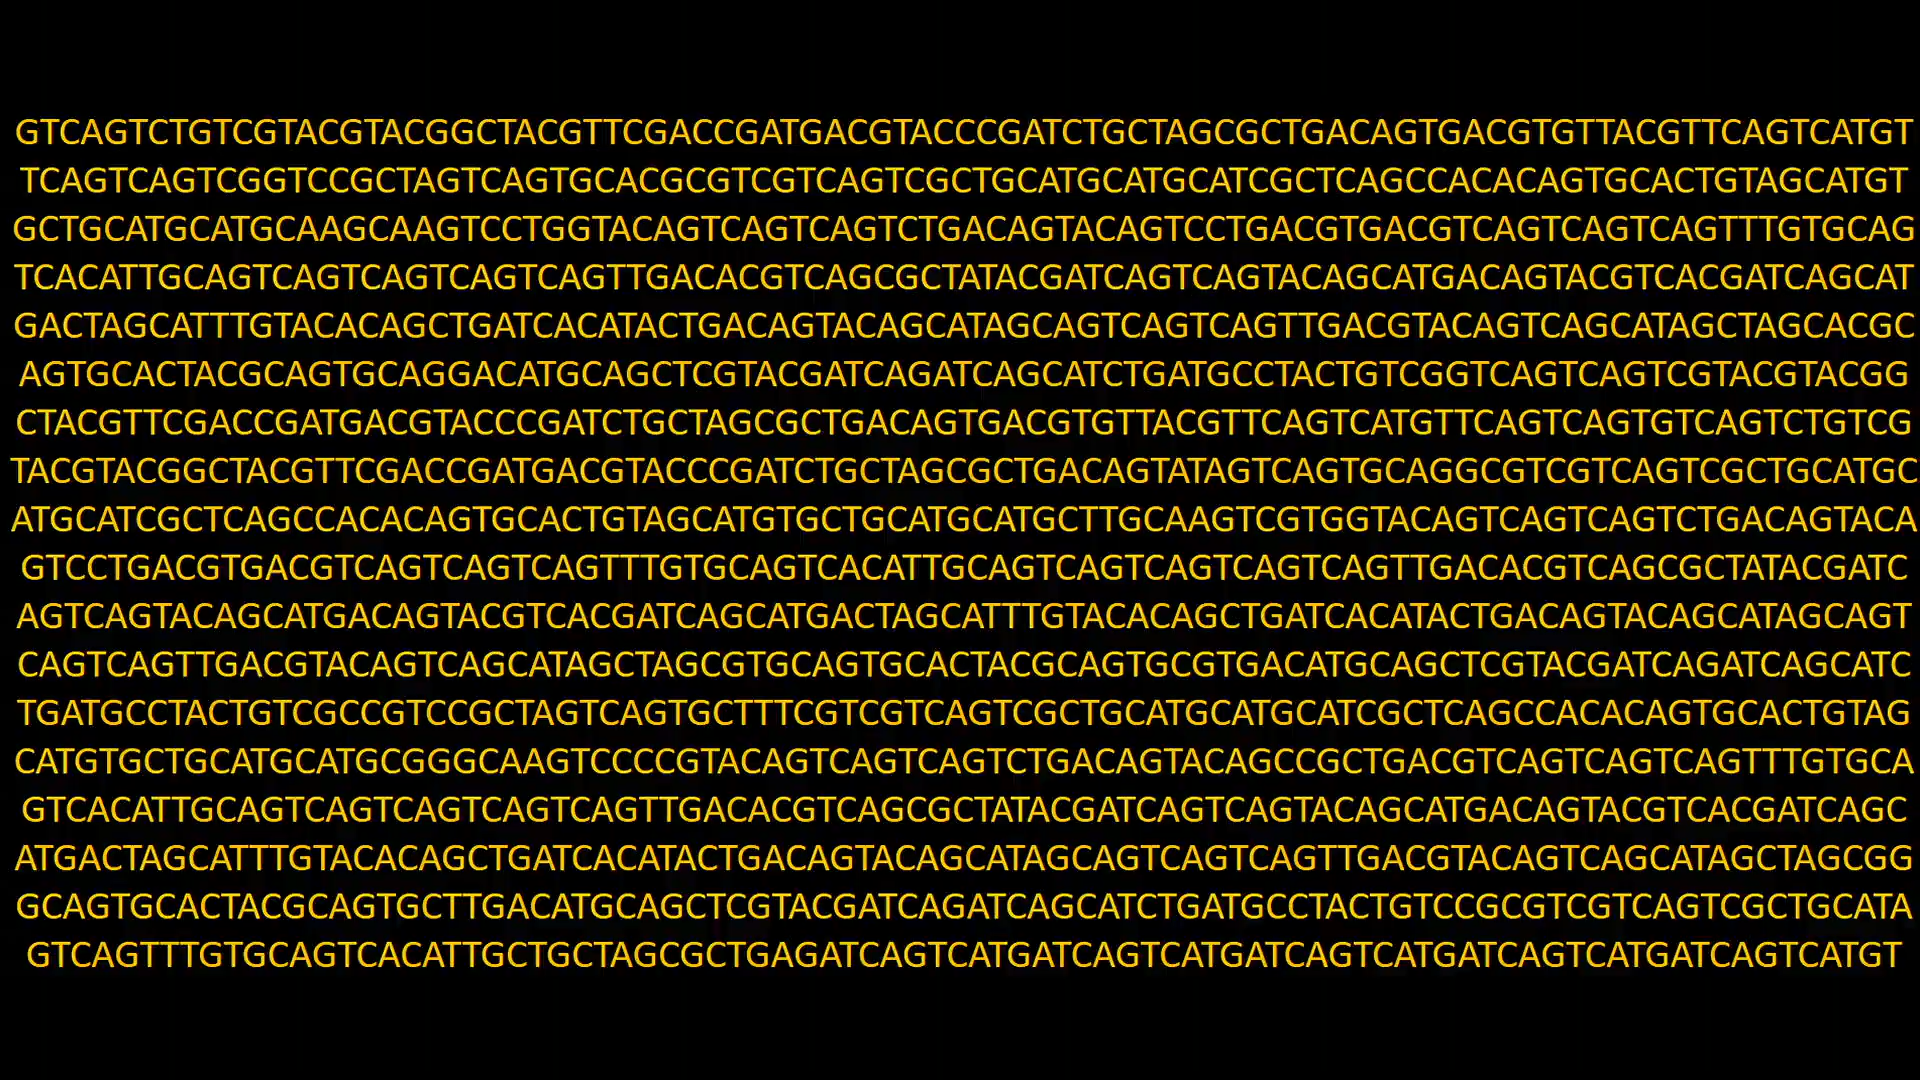 GTCAGTCTGTCGTACGTACGGCTACGTTCGACCGATGACGTACCCGATCTGCTAGCGCTGACAGTGACGTGTTACGTTCAGTCATGT
TCAGTCAGTCGGTCCGCTAGTCAGTGCACGCGTCGTCAGTCGCTGCATGCATGCATCGCTCAGCCACACAGTGCACTGTAGCATGT
GCTGCATGCATGCAAGCAAGTCCTGGTACAGTCAGTCAGTCTGACAGTACAGTCCTGACGTGACGTCAGTCAGTCAGTTTGTGCAG
TCACATTGCAGTCAGTCAGTCAGTCAGTTGACACGTCAGCGCTATACGATCAGTCAGTACAGCATGACAGTACGTCACGATCAGCAT
GACTAGCATTTGTACACAGCTGATCACATACTGACAGTACAGCATAGCAGTCAGTCAGTTGACGTACAGTCAGCATAGCTAGCACGC
AGTGCACTACGCAGTGCAGGACATGCAGCTCGTACGATCAGATCAGCATCTGATGCCTACTGTCGGTCAGTCAGTCGTACGTACGG
CTACGTTCGACCGATGACGTACCCGATCTGCTAGCGCTGACAGTGACGTGTTACGTTCAGTCATGTTCAGTCAGTGTCAGTCTGTCG
TACGTACGGCTACGTTCGACCGATGACGTACCCGATCTGCTAGCGCTGACAGTATAGTCAGTGCAGGCGTCGTCAGTCGCTGCATGC
ATGCATCGCTCAGCCACACAGTGCACTGTAGCATGTGCTGCATGCATGCTTGCAAGTCGTGGTACAGTCAGTCAGTCTGACAGTACA
GTCCTGACGTGACGTCAGTCAGTCAGTTTGTGCAGTCACATTGCAGTCAGTCAGTCAGTCAGTTGACACGTCAGCGCTATACGATC
AGTCAGTACAGCATGACAGTACGTCACGATCAGCATGACTAGCATTTGTACACAGCTGATCACATACTGACAGTACAGCATAGCAGT
CAGTCAGTTGACGTACAGTCAGCATAGCTAGCGTGCAGTGCACTACGCAGTGCGTGACATGCAGCTCGTACGATCAGATCAGCATC
TGATGCCTACTGTCGCCGTCCGCTAGTCAGTGCTTTCGTCGTCAGTCGCTGCATGCATGCATCGCTCAGCCACACAGTGCACTGTAG
CATGTGCTGCATGCATGCGGGCAAGTCCCCGTACAGTCAGTCAGTCTGACAGTACAGCCGCTGACGTCAGTCAGTCAGTTTGTGCA
GTCACATTGCAGTCAGTCAGTCAGTCAGTTGACACGTCAGCGCTATACGATCAGTCAGTACAGCATGACAGTACGTCACGATCAGC
ATGACTAGCATTTGTACACAGCTGATCACATACTGACAGTACAGCATAGCAGTCAGTCAGTTGACGTACAGTCAGCATAGCTAGCGG
GCAGTGCACTACGCAGTGCTTGACATGCAGCTCGTACGATCAGATCAGCATCTGATGCCTACTGTCCGCGTCGTCAGTCGCTGCATA
GTCAGTTTGTGCAGTCACATTGCTGCTAGCGCTGAGATCAGTCATGATCAGTCATGATCAGTCATGATCAGTCATGATCAGTCATGT